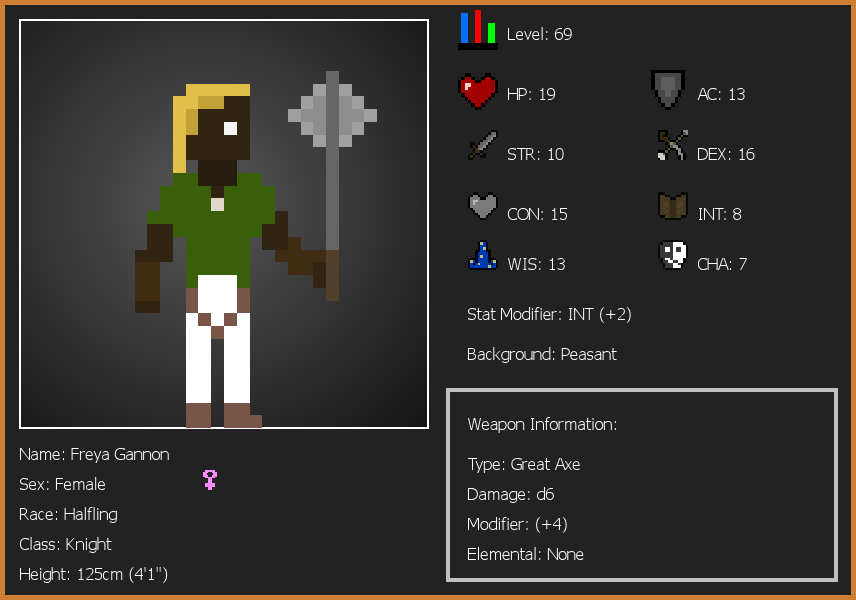 Level: 69
HP: 19
AC: 13
STR: 10
DEX: 16
CON: 15
INT: 8
WIS: 13
CHA: 7
Stat Modifier: INT (+2)
Background: Peasant
Weapon Information:
Type: Great Axe
Damage: d6
Modifier: (+4)
Elemental: None
Name: Freya Gannon
Sex: Female
Race: Halfling
Class: Knight
Height: 125cm (4'1")